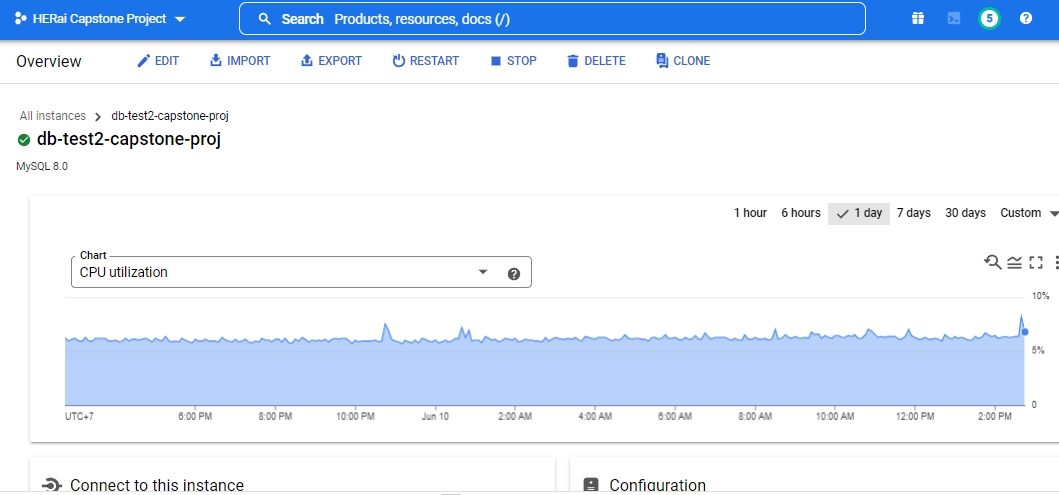 HERai Capstone Project
Search Products, resources, docs (/)
5
Overview
EDIT
IMPORT
EXPORT
RESTART
STOP
DELETE
CLONE
All instances
db-test2-capstone-proj
db-test2-capstone-proj
MySQL 8.0
1 hour
6 hours
1 day
7 days
30 days
Custom
Chart
CPU utilization
10%
5%
0
UTC+7
6:00 PM
8:00 PM
10:00 PM
Jun 10
2:00 AM
4:00 AM
6:00 AM
8:00 AM
10:00 AM
12:00 PM
2:00 PM
Connect to this instance
Configuration